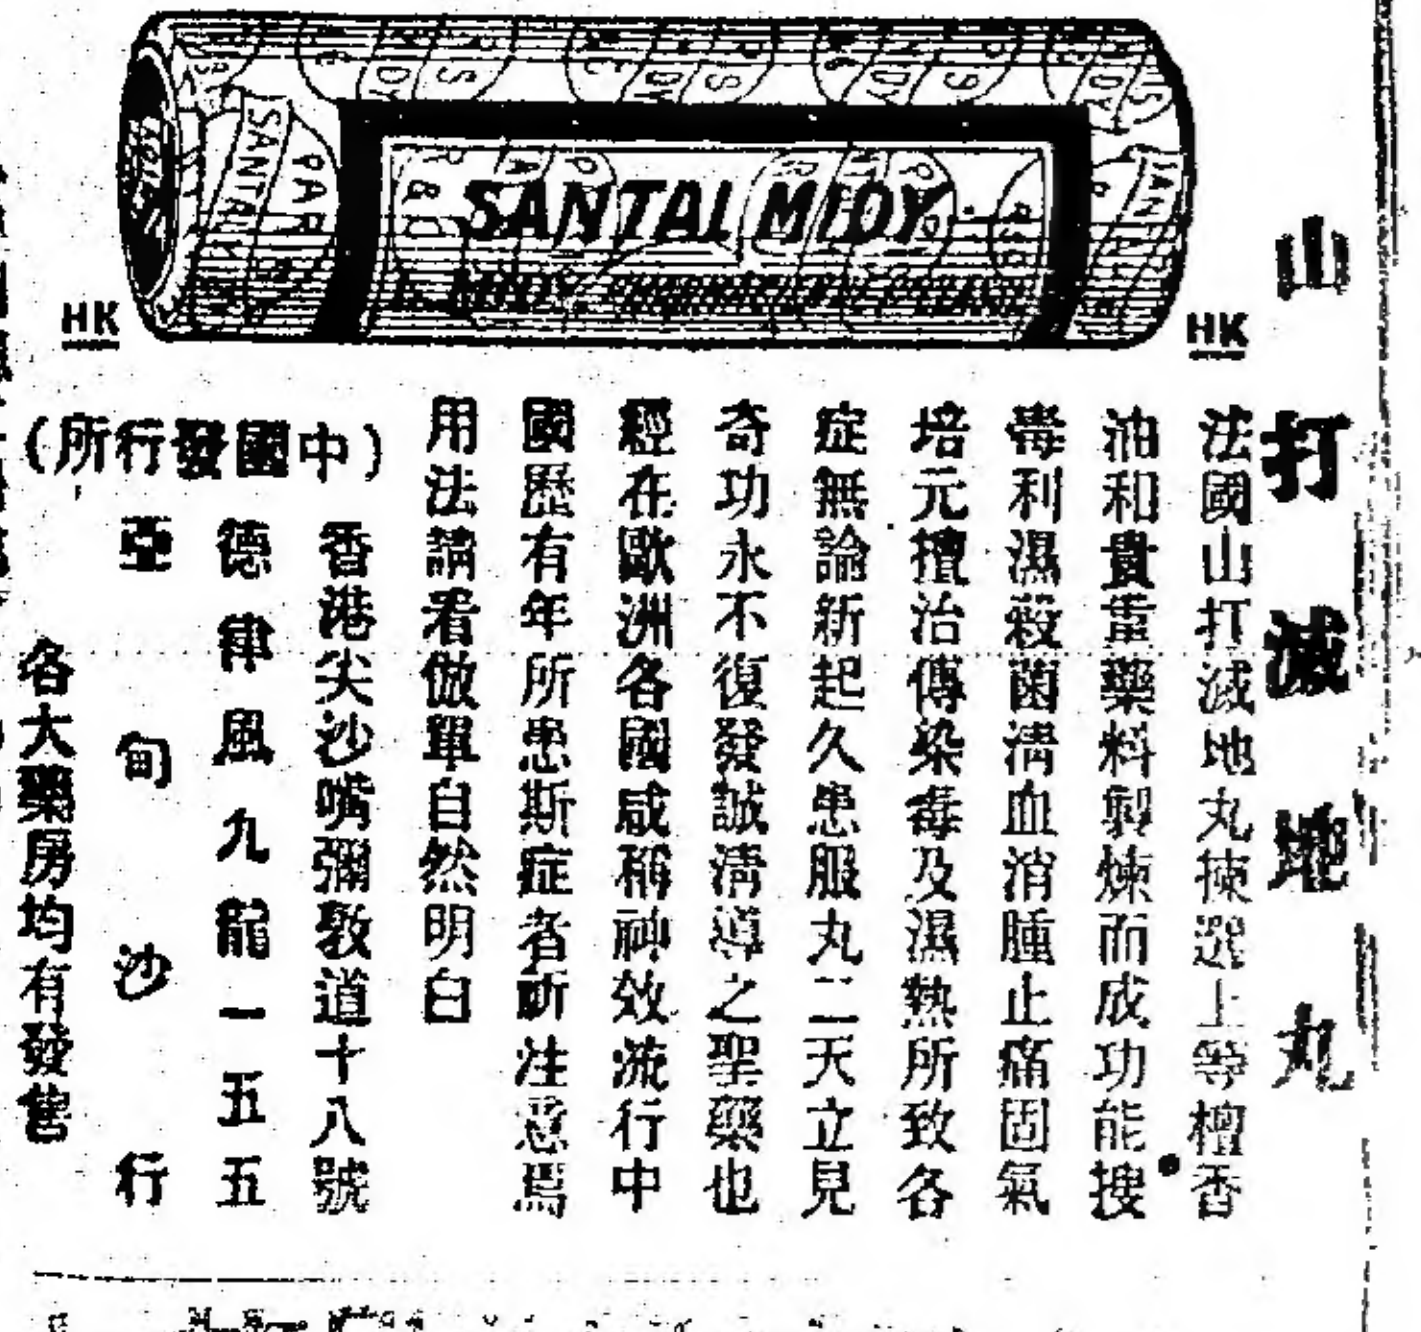 SANTAL MIDY
HK
HK
山打滅地丸
法國山打滅地丸揀選上等檀香
油和貴重藥料製煉而成功能搜
毒利濕殺菌清血消腫止痛固氣
培元擅治傳染毒及濕熱所致各
症無論新起久患服丸二天立見
奇功永不復發誠清導之聖藥也
經在歐洲各國咸稱神效流行中
國歷有年所患斯症者祈注意焉
用法請看倣單自然明白
(中國發行所)
香港尖沙嘴彌敦道十八號
德律風九龍一五五
亞甸沙行
各大藥房均有發售